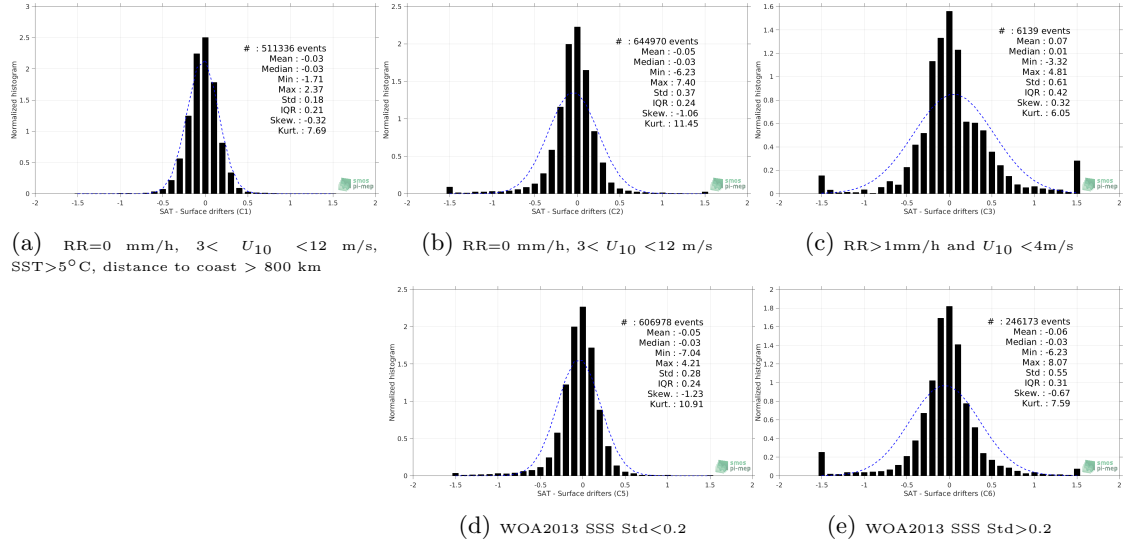 3
2.5
2
1.5
1
0.5
0
-2
-1.5
-1
-0.5
0
0.5
1
1.5
2
Normalized histogram
SAT - Surface drifters (C1)
# : 511336 events
Mean : -0.03
Median : -0.03
Min : -1.71
Max : 2.37
Std : 0.18
IQR : 0.21
Skew. : -0.32
Kurt. : 7.69
smos
pi-mep
2.5
2
1.5
1
0.5
0
-2
-1.5
-1
-0.5
0
0.5
1
1.5
2
Normalized histogram
SAT - Surface drifters (C2)
# : 644970 events
Mean : -0.05
Median : -0.03
Min : -6.23
Max : 7.40
Std : 0.37
IQR : 0.24
Skew. : -1.06
Kurt. : 11.45
smos
pi-mep
1.6
1.4
1.2
1
0.8
0.6
0.4
0.2
0
-2
-1.5
-1
-0.5
0
0.5
1
1.5
2
Normalized histogram
SAT - Surface drifters (C3)
# : 6139 events
Mean : 0.07
Median : 0.01
Min : -3.32
Max : 4.81
Std : 0.61
IQR : 0.42
Skew. : 0.32
Kurt. : 6.05
smos
pi-mep
(a) RR=0 mm/h, 3< U10 <12 m/s,
SST>5°C, distance to coast > 800 km
(b) RR=0 mm/h, 3< U10 <12 m/s
(c) RR>1mm/h and U10 <4m/s
2.5
2
1.5
1
0.5
0
-2
-1.5
-1
-0.5
0
0.5
1
1.5
2
Normalized histogram
SAT - Surface drifters (C5)
# : 606978 events
Mean : -0.05
Median : -0.03
Min : -7.04
Max : 4.21
Std : 0.28
IQR : 0.24
Skew. : -1.23
Kurt. : 10.91
smos
pi-mep
2
1.8
1.6
1.4
1.2
1
0.8
0.6
0.4
0.2
0
-2
-1.5
-1
-0.5
0
0.5
1
1.5
2
Normalized histogram
SAT - Surface drifters (C6)
# : 246173 events
Mean : -0.06
Median : -0.03
Min : -6.23
Max : 8.07
Std : 0.55
IQR : 0.31
Skew. : -0.67
Kurt. : 7.59
smos
pi-mep
(d) WOA2013 SSS Std<0.2
(e) WOA2013 SSS Std>0.2